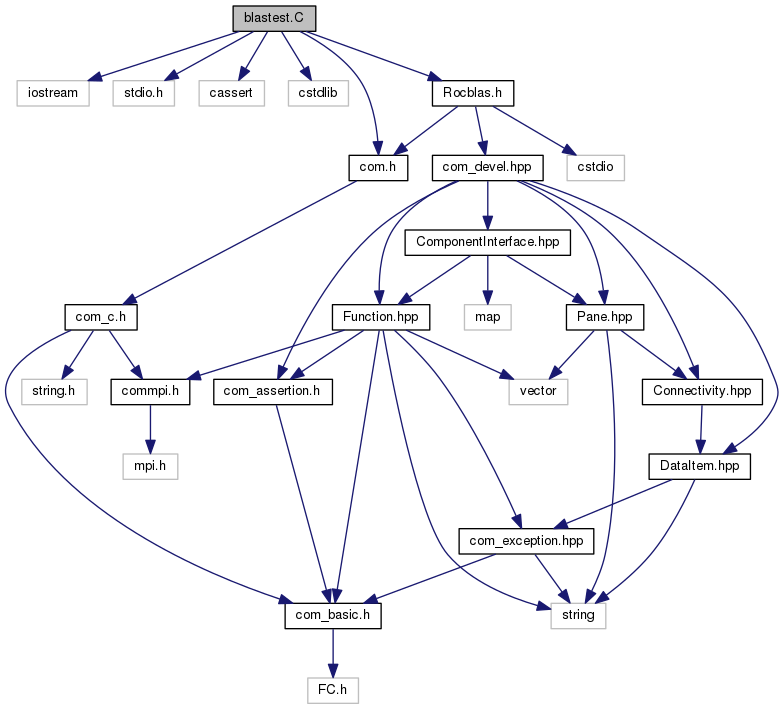 blastest.C
iostream
stdio.h
cassert
cstdlib
Rocblas.h
com.h
com_devel.hpp
cstdio
ComponentInterface.hpp
com_c.h
Function.hpp
map
Pane.hpp
string.h
commpi.h
com_assertion.h
vector
Connectivity.hpp
mpi.h
DataItem.hpp
com_exception.hpp
com_basic.h
string
FC.h